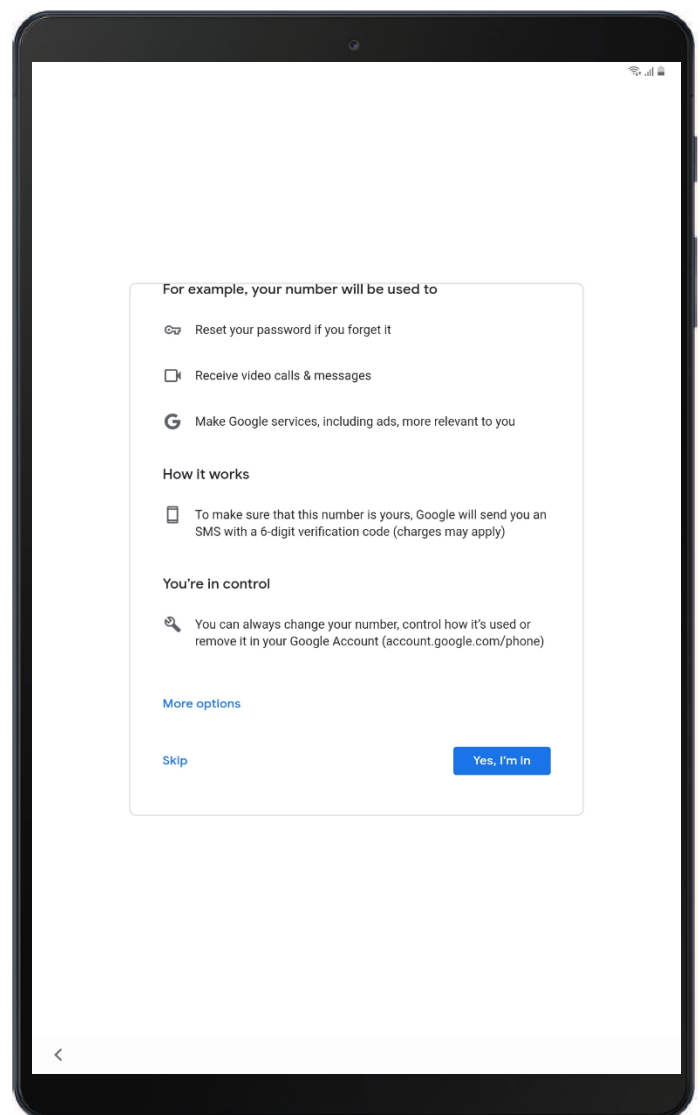 For example, your number will be used to
Reset your password if you forget it
Receive video calls & messages
Make Google services, including ads, more relevant to you
How it works
To make sure that this number is yours, Google will send you an
SMS with a 6-digit verification code (charges may apply)
You're in control
You can always change your number, control how it's used or
remove it in your Google Account (account.google.com/phone)
More options
Skip
Yes, I'm in